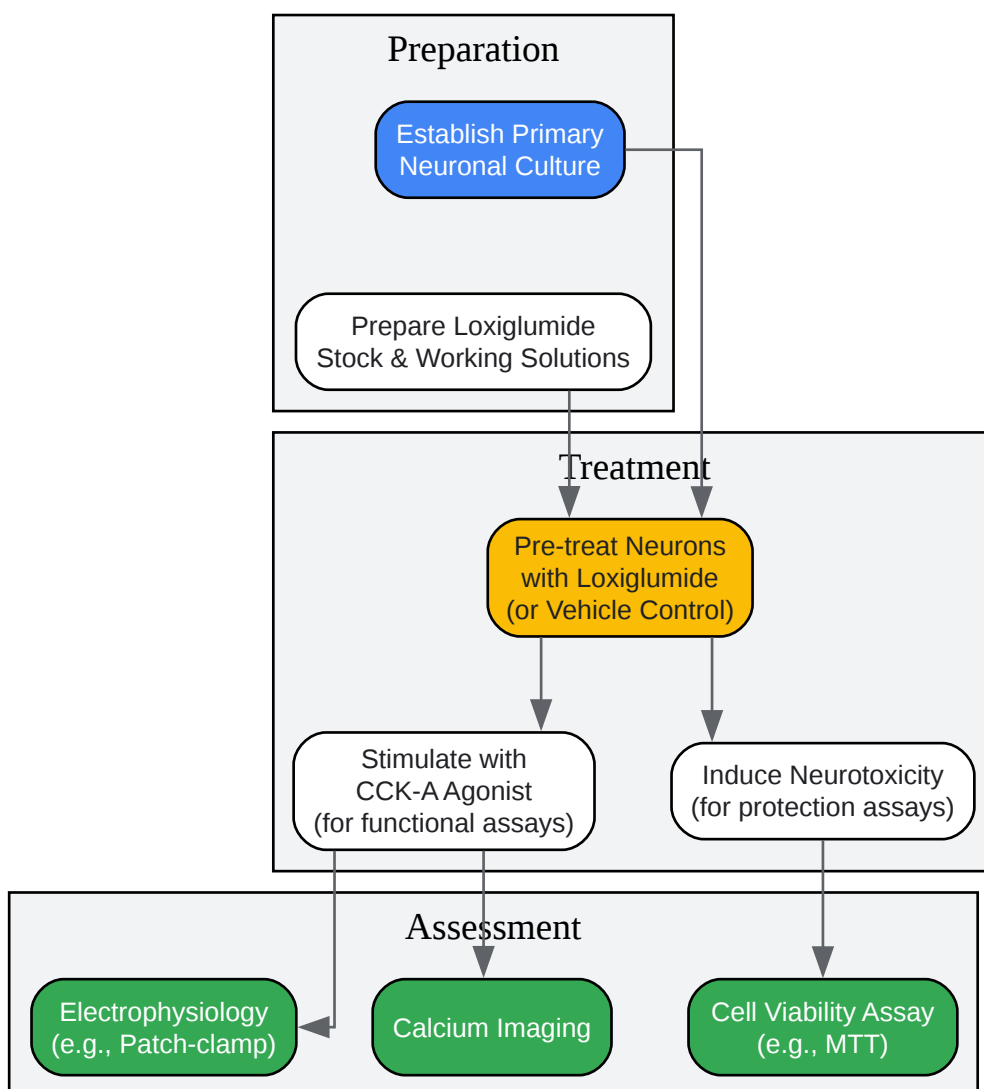 Preparation
Establish Primary
Neuronal Culture
Prepare Loxiglumide
Stock & Working Solutions
Treatment
Pre-treat Neurons
with Loxiglumide
(or Vehicle Control)
Stimulate with
CCK-A Agonist
(for functional assays)
Induce Neurotoxicity
(for protection assays)
Assessment
Electrophysiology
(e.g., Patch-clamp)
Calcium Imaging
Cell Viability Assay
(e.g., MTT)